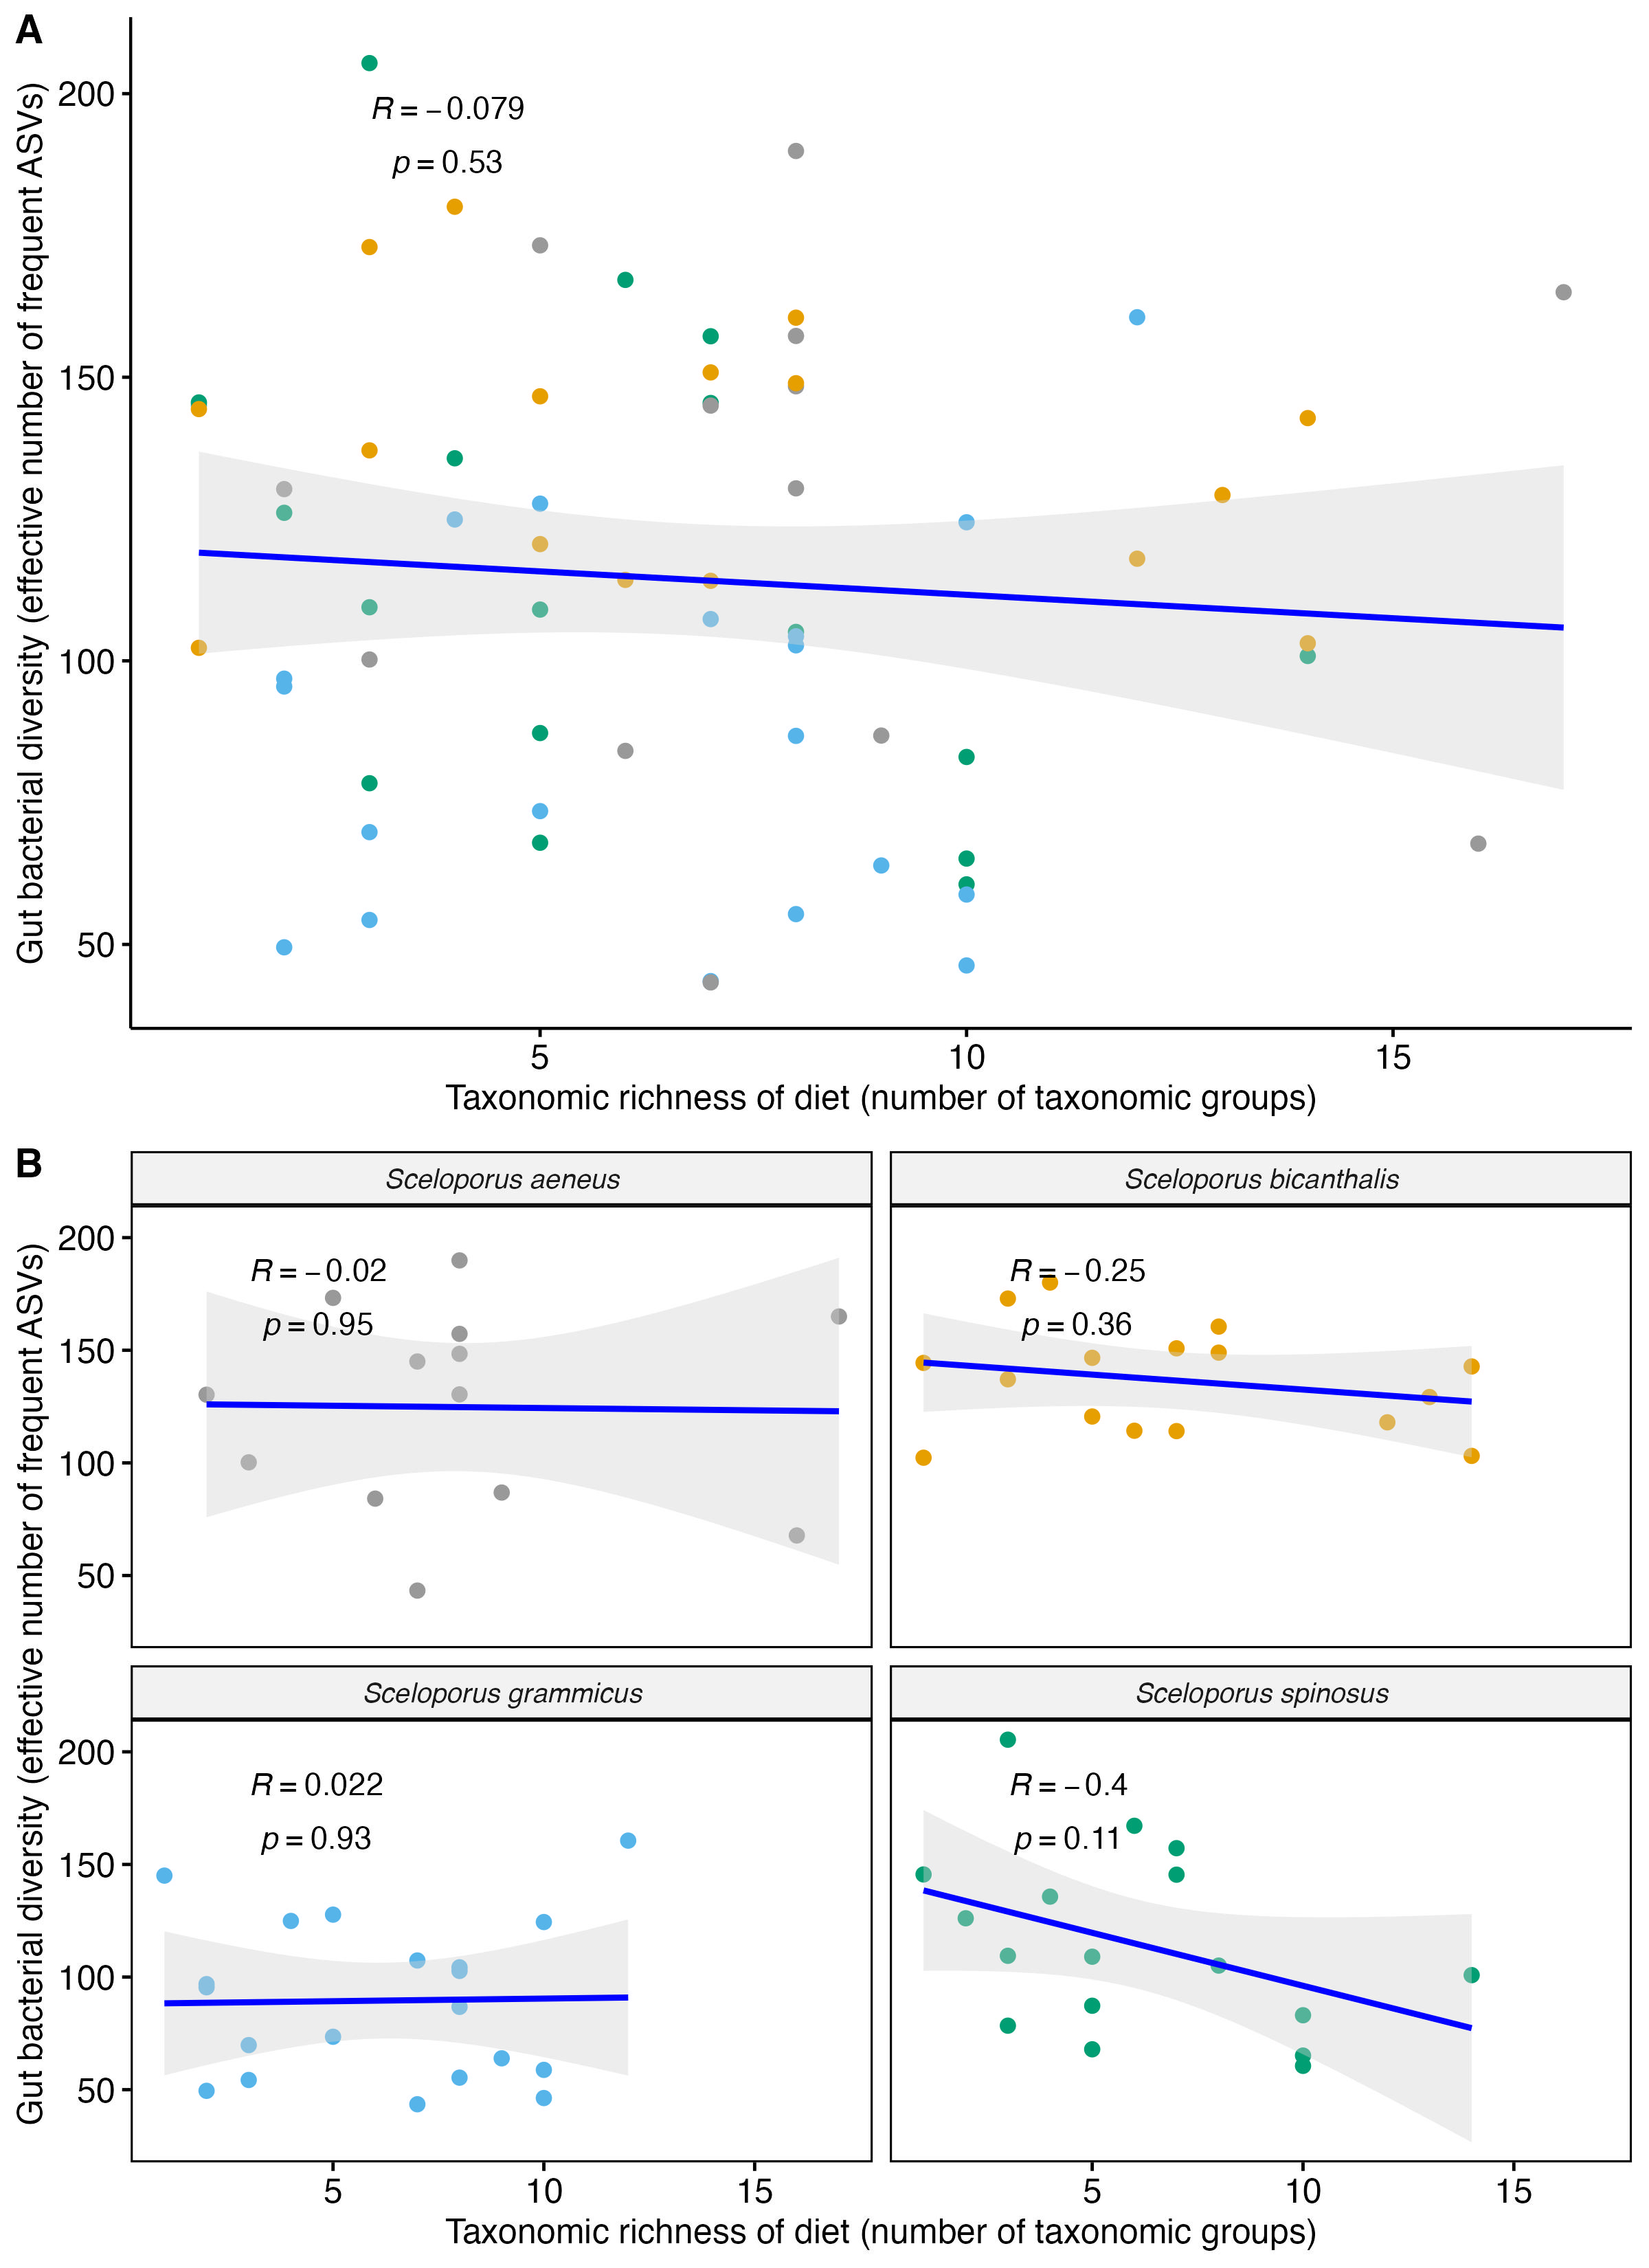 A
Gut bacterial diversity (effective number of frequent ASVs)
200
150
100
50
R = −0.079
p = 0.53
5 10 15
Taxonomic richness of diet (number of taxonomic groups)
B
Gut bacterial diversity (effective number of frequent ASVs)
Sceloporus aeneus
200
150
100
50
R = −0.02
p = 0.95
Sceloporus bicanthalis
R = −0.25
p = 0.36
Sceloporus grammicus
200
150
100
50
R = 0.022
p = 0.93
Sceloporus spinosus
R = −0.4
p = 0.11
5 10 15 5 10 15
Taxonomic richness of diet (number of taxonomic groups)